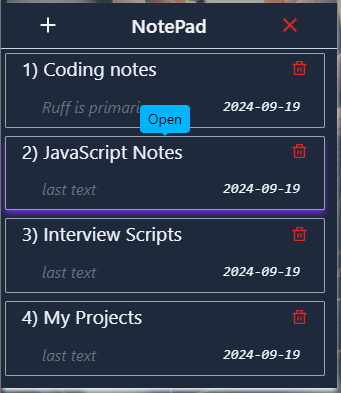 NotePad
1) Coding notes
Ruff is
2024-09-19
Open
2) JavaScript Notes
last text
2024-09-19
3) Interview Scripts
last text
2024-09-19
4) My Projects
last text
2024-09-19